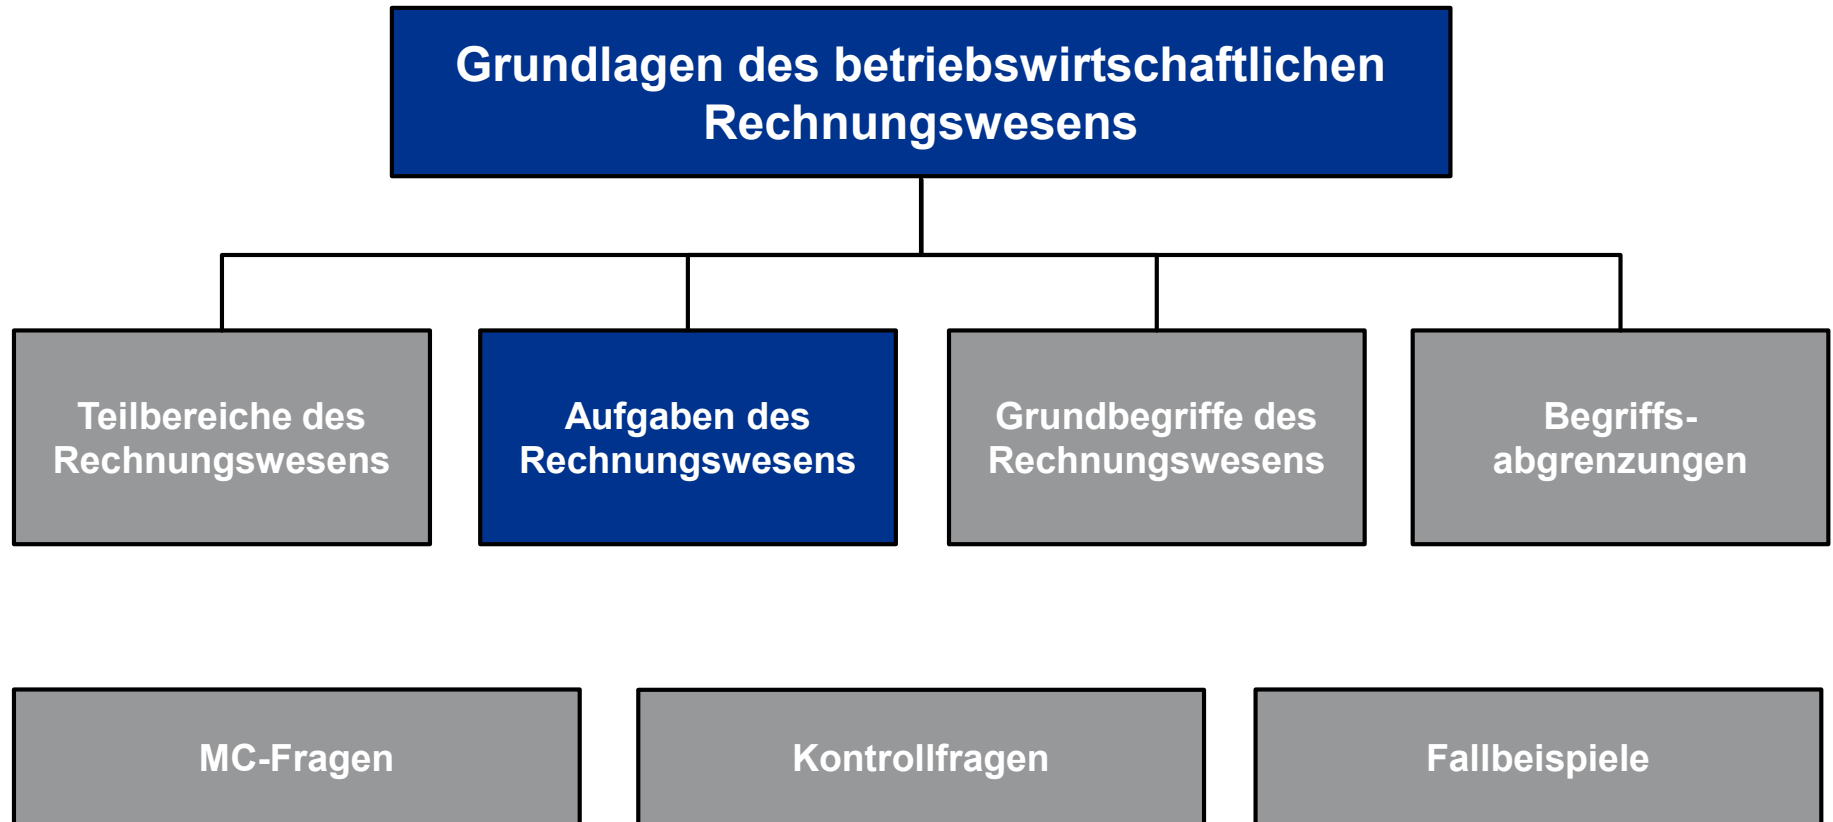 Grundlagen des betriebswirtschaftlichen
Rechnungswesens
Teilbereiche des
Rechnungswesens
Aufgaben des
Rechnungswesens
Grundbegriffe des
Rechnungswesens
Begriffs-
abgrenzungen
MC-Fragen
Kontrollfragen
Fallbeispiele